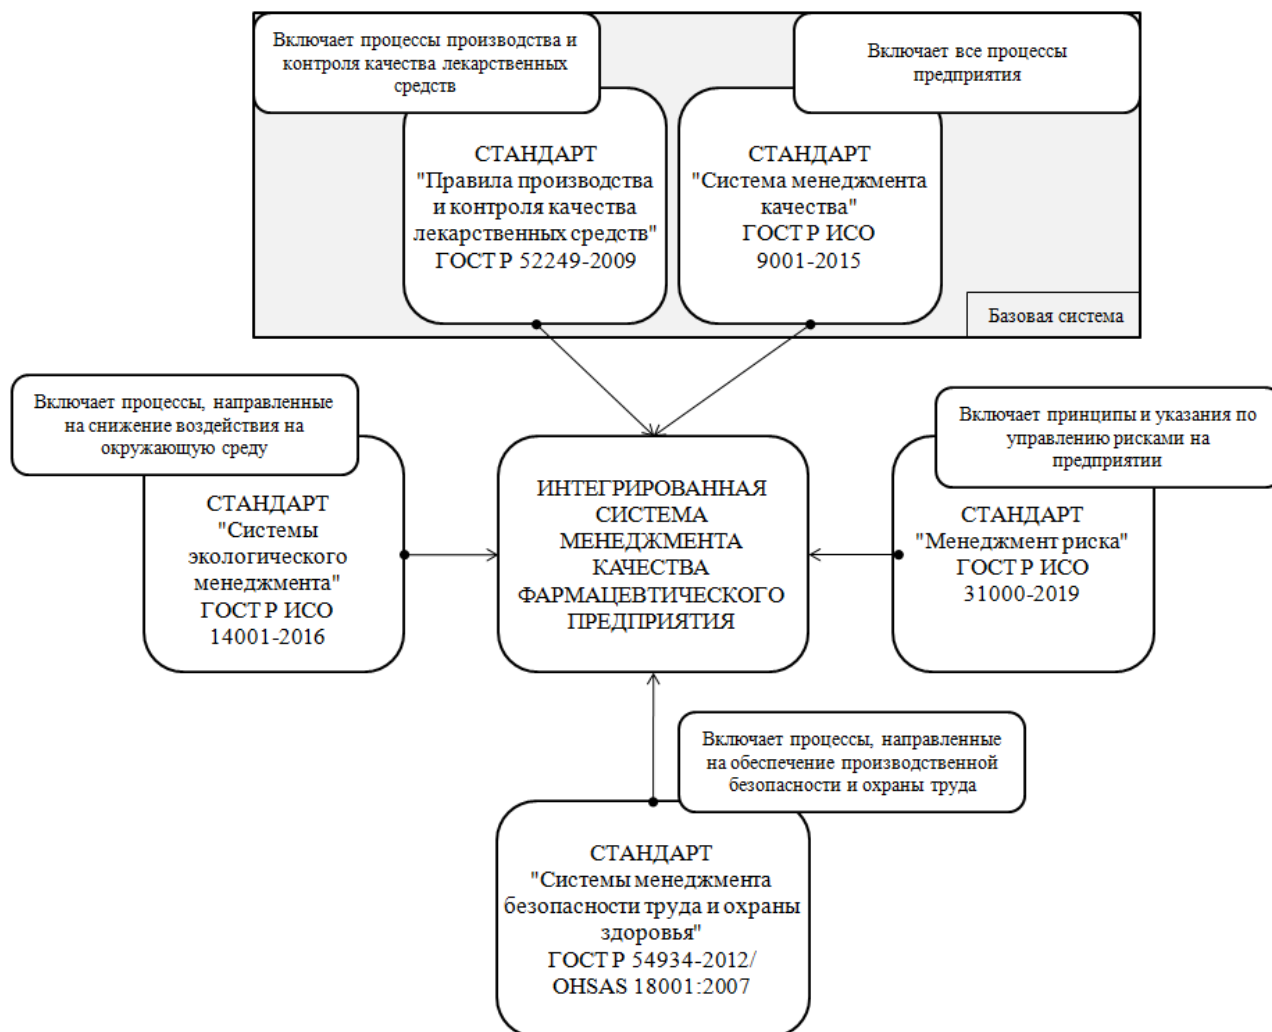 Включает процессы производства и
контроля качества лекарственных
средств
Включает все процессы
предприятия
СТАНДАРТ
"Правила производства
и контроля качества
лекарственных средств"
ГОСТ Р 52249-2009
СТАНДАРТ
"Система менеджмента
качества"
ГОСТ Р ИСО
9001-2015
Базовая система
Включает процессы, направленные
на снижение воздействия на
окружающую среду
СТАНДАРТ
"Системы
экологического
менеджмента"
ГОСТ Р ИСО
14001-2016
ИНТЕГРИРОВАННАЯ
СИСТЕМА
МЕНЕДЖМЕНТА
КАЧЕСТВА
ФАРМАЦЕВТИЧЕСКОГО
ПРЕДПРИЯТИЯ
Включает принципы и указания по
управлению рисками на
предприятии
СТАНДАРТ
"Менеджмент риска"
ГОСТ Р ИСО
31000-2019
Включает процессы, направленные
на обеспечение производственной
безопасности и охраны труда
СТАНДАРТ
"Системы менеджмента
безопасности труда и охраны
здоровья"
ГОСТ Р 54934-2012/
OHSAS 18001:2007